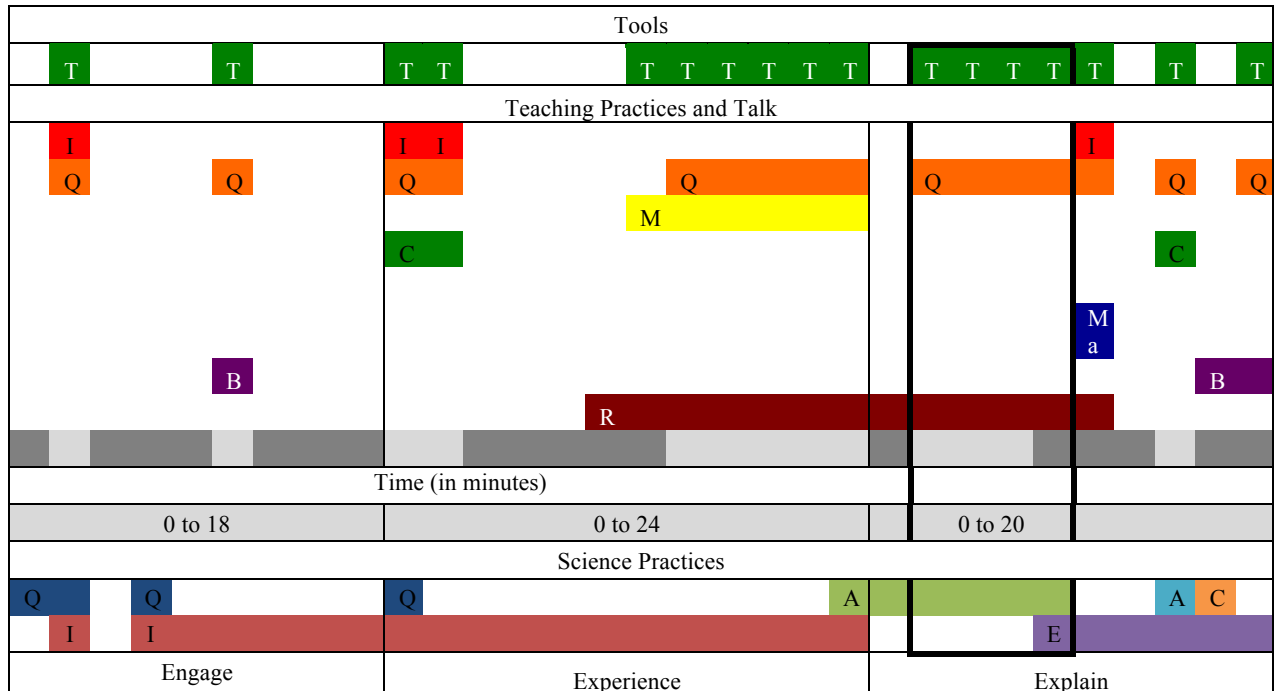 Tools
T T T T T T T T T T T T T T T T T
Teaching Practices and Talk
I I I I
Q Q Q Q Q Q Q
M
C C
M
a
B B
R
Time (in minutes)
0 to 18 0 to 24 0 to 20
Science Practices
Q Q Q A A C
I I E
Engage Experience Explain